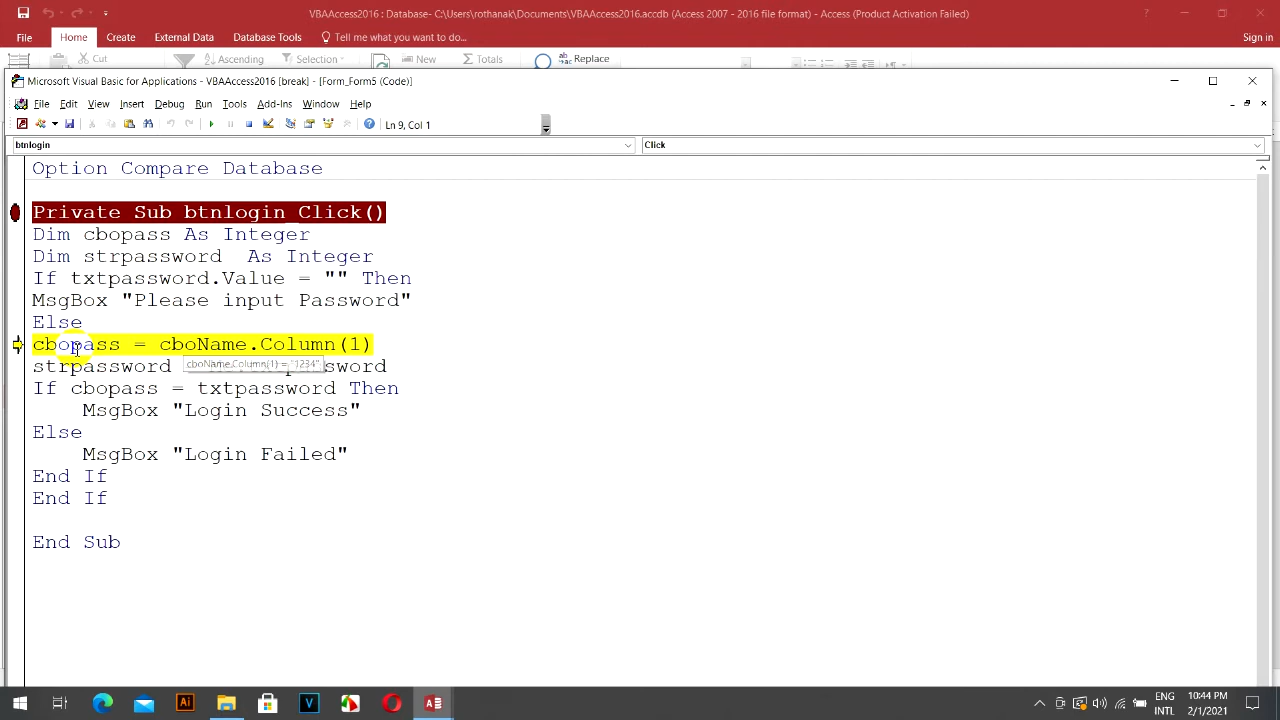 VBAAccess2016 : Database- C:\Users\rothanak\Documents\VBAAccess2016.accdb (Access 2007 - 2016 file format) - Access (Product Activation Failed)
File Home Create External Data Database Tools Tell me what you want to do... Sign in
Cut Ascending Selection New Totals Replace
Microsoft Visual Basic for Applications - VBAAccess2016 [break] - [Form_Form5 (Code)]
File Edit View Insert Debug Run Tools Add-Ins Window Help
Ln 9, Col 1
btnlogin Click
Option Compare Database
Private Sub btnlogin_Click()
Dim cbopass As Integer
Dim strpassword  As Integer
If txtpassword.Value = "" Then
MsgBox "Please input Password"
Else
cbopass = cboName.Column(1)
cboName.Column(1) = "1234"
strpassword
If cbopass = txtpassword Then
MsgBox "Login Success"
Else
MsgBox "Login Failed"
End If
End If
End Sub
Ai V A
ENG
INTL
10:44 PM
2/1/2021